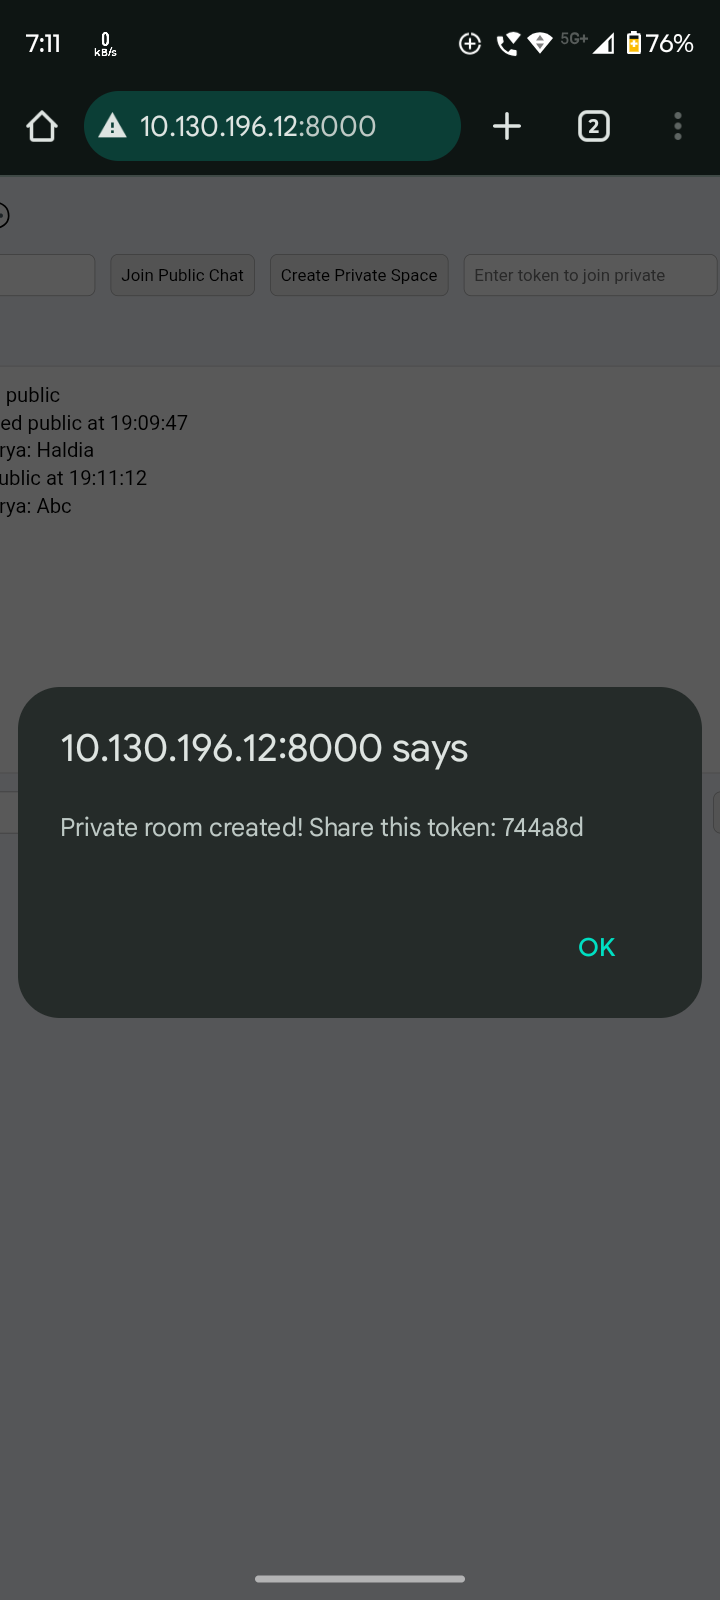 7:11
0
kB/s
5G+
76%
10.130.196.12:8000
2
Join Public Chat
Create Private Space
Enter token to join private
public
ed public at 19:09:47
rya: Haldia
ublic at 19:11:12
rya: Abc
10.130.196.12:8000 says
Private room created! Share this token: 744a8d
OK